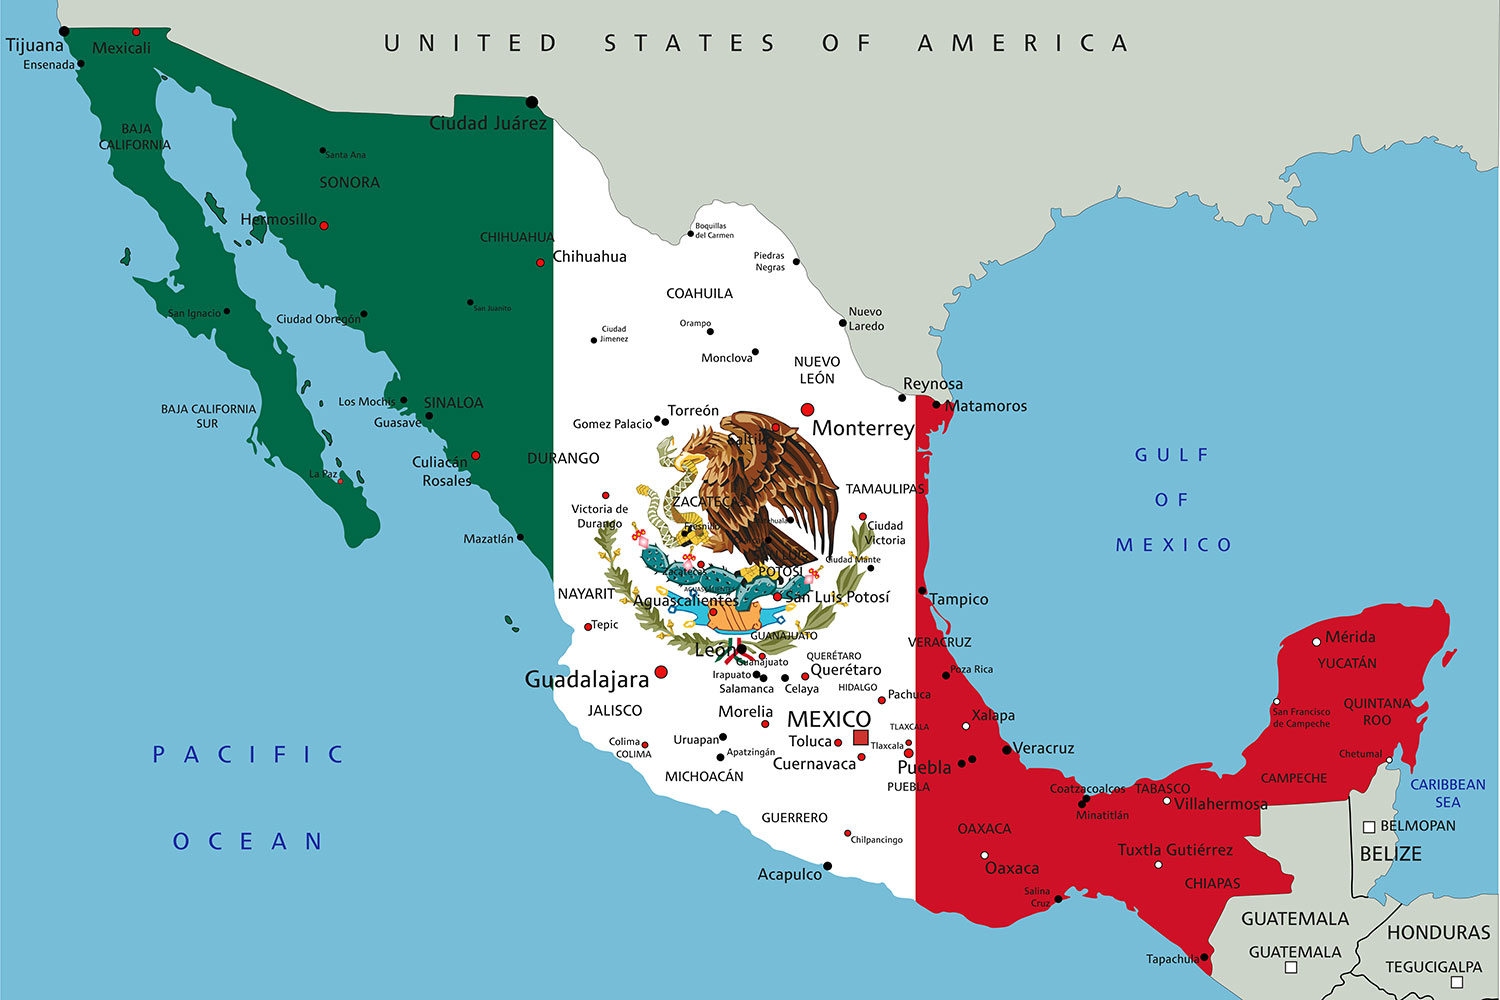 UNITED STATES OF AMERICA
Tijuana
Mexicali
Ensenada
Ciudad Juárez
BAJA
CALIFORNIA
Santa Ana
SONORA
Hermosillo
CHIHUAHUA
Chihuahua
Boquillas
del Carmen
Piedras
Negras
COAHUILA
San Ignacio
Ciudad Obregón
San Juanito
Ciudad
Jimenez
Orampo
Monclova
Nuevo
Laredo
NUEVO
LEÓN
Reynosa
Matamoros
BAJA CALIFORNIA
SUR
Los Mochis
SINALOA
Guasave
Gomez Palacio
Torreón
Monterrey
Saltillo
La Paz
Culiacán
Rosales
DURANGO
ZACATECAS
TAMAULIPAS
GULF
OF
MEXICO
Victoria de
Durango
Fresnillo
Ciudad
Victoria
Mazatlán
Ciudad Mante
Zacatecas
SAN LUIS
POTOSÍ
AGUASCALIENTES
NAYARIT
Aguascalientes
San Luis Potosí
Tampico
Tepic
GUANAJUATO
VERACRUZ
León
Guanajuato
QUERÉTARO
Querétaro
Poza Rica
Mérida
YUCATÁN
Guadalajara
Irapuato
Salamanca
Celaya
HIDALGO
Pachuca
JALISCO
Morelia
MEXICO
TLAXCALA
Xalapa
San Francisco
de Campeche
QUINTANA
ROO
Colima
COLIMA
Uruapan
Apatzingán
Toluca
Tlaxcala
Veracruz
Chetumal
MICHOACÁN
Cuernavaca
Puebla
PUEBLA
CAMPECHE
PACIFIC
OCEAN
Coatzacoalcos
TABASCO
Villahermosa
Minatitlán
CARIBBEAN
SEA
GUERRERO
Chilpancingo
OAXACA
BELMOPAN
BELIZE
Acapulco
Oaxaca
Tuxtla Gutiérrez
CHIAPAS
Salina
Cruz
GUATEMALA
HONDURAS
Tapachula
GUATEMALA
TEGUCIGALPA